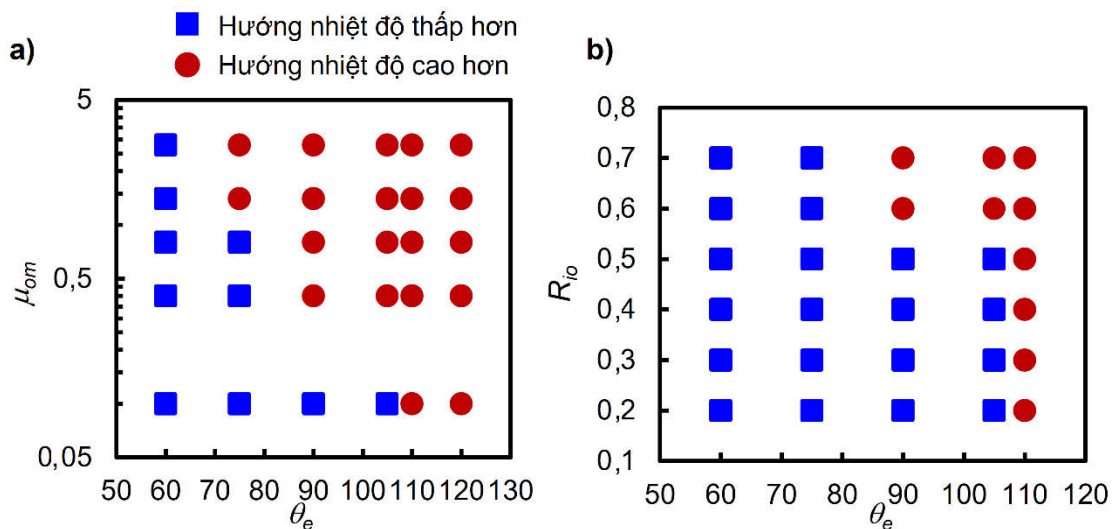 Hướng nhiệt độ thấp hơn
a)
Hướng nhiệt độ cao hơn
5
0,5
0,05
μom
50 60 70 80 90 100 110 120 130
θe
b)
0,8
0,7
0,6
0,5
0,4
0,3
0,2
0,1
Rio
50 60 70 80 90 100 110 120
θe